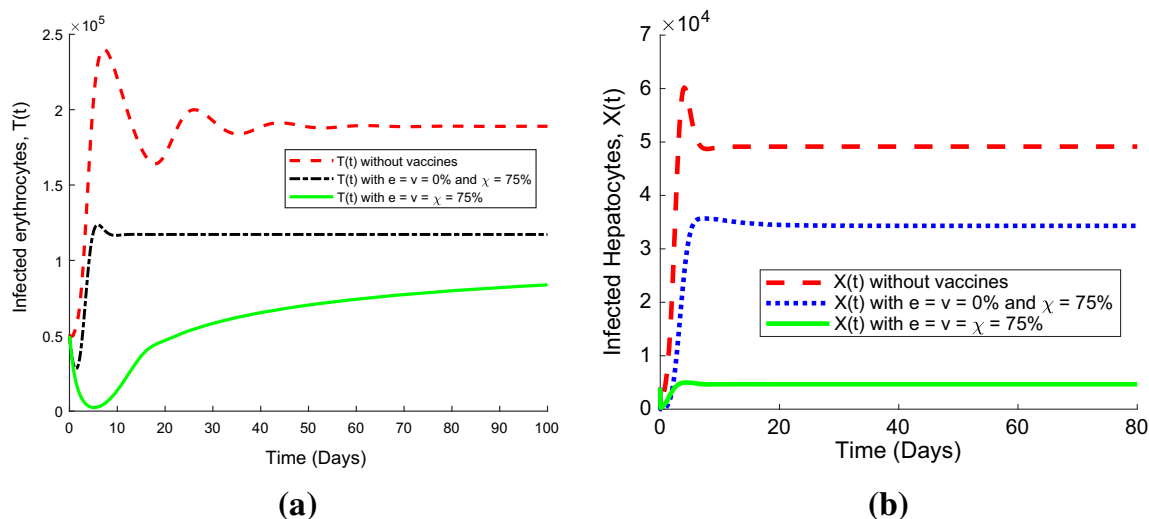 ×10^5
2.5
2
1.5
1
0.5
0
0 10 20 30 40 50 60 70 80 90 100
Infected erythrocytes, T(t)
Time (Days)
T(t) without vaccines
T(t) with e = v = 0% and χ = 75%
T(t) with e = v = χ = 75%
(a)
×10^4
7
6
5
4
3
2
1
0
0 20 40 60 80
Infected Hepatocytes, X(t)
Time (Days)
X(t) without vaccines
X(t) with e = v = 0% and χ = 75%
X(t) with e = v = χ = 75%
(b)